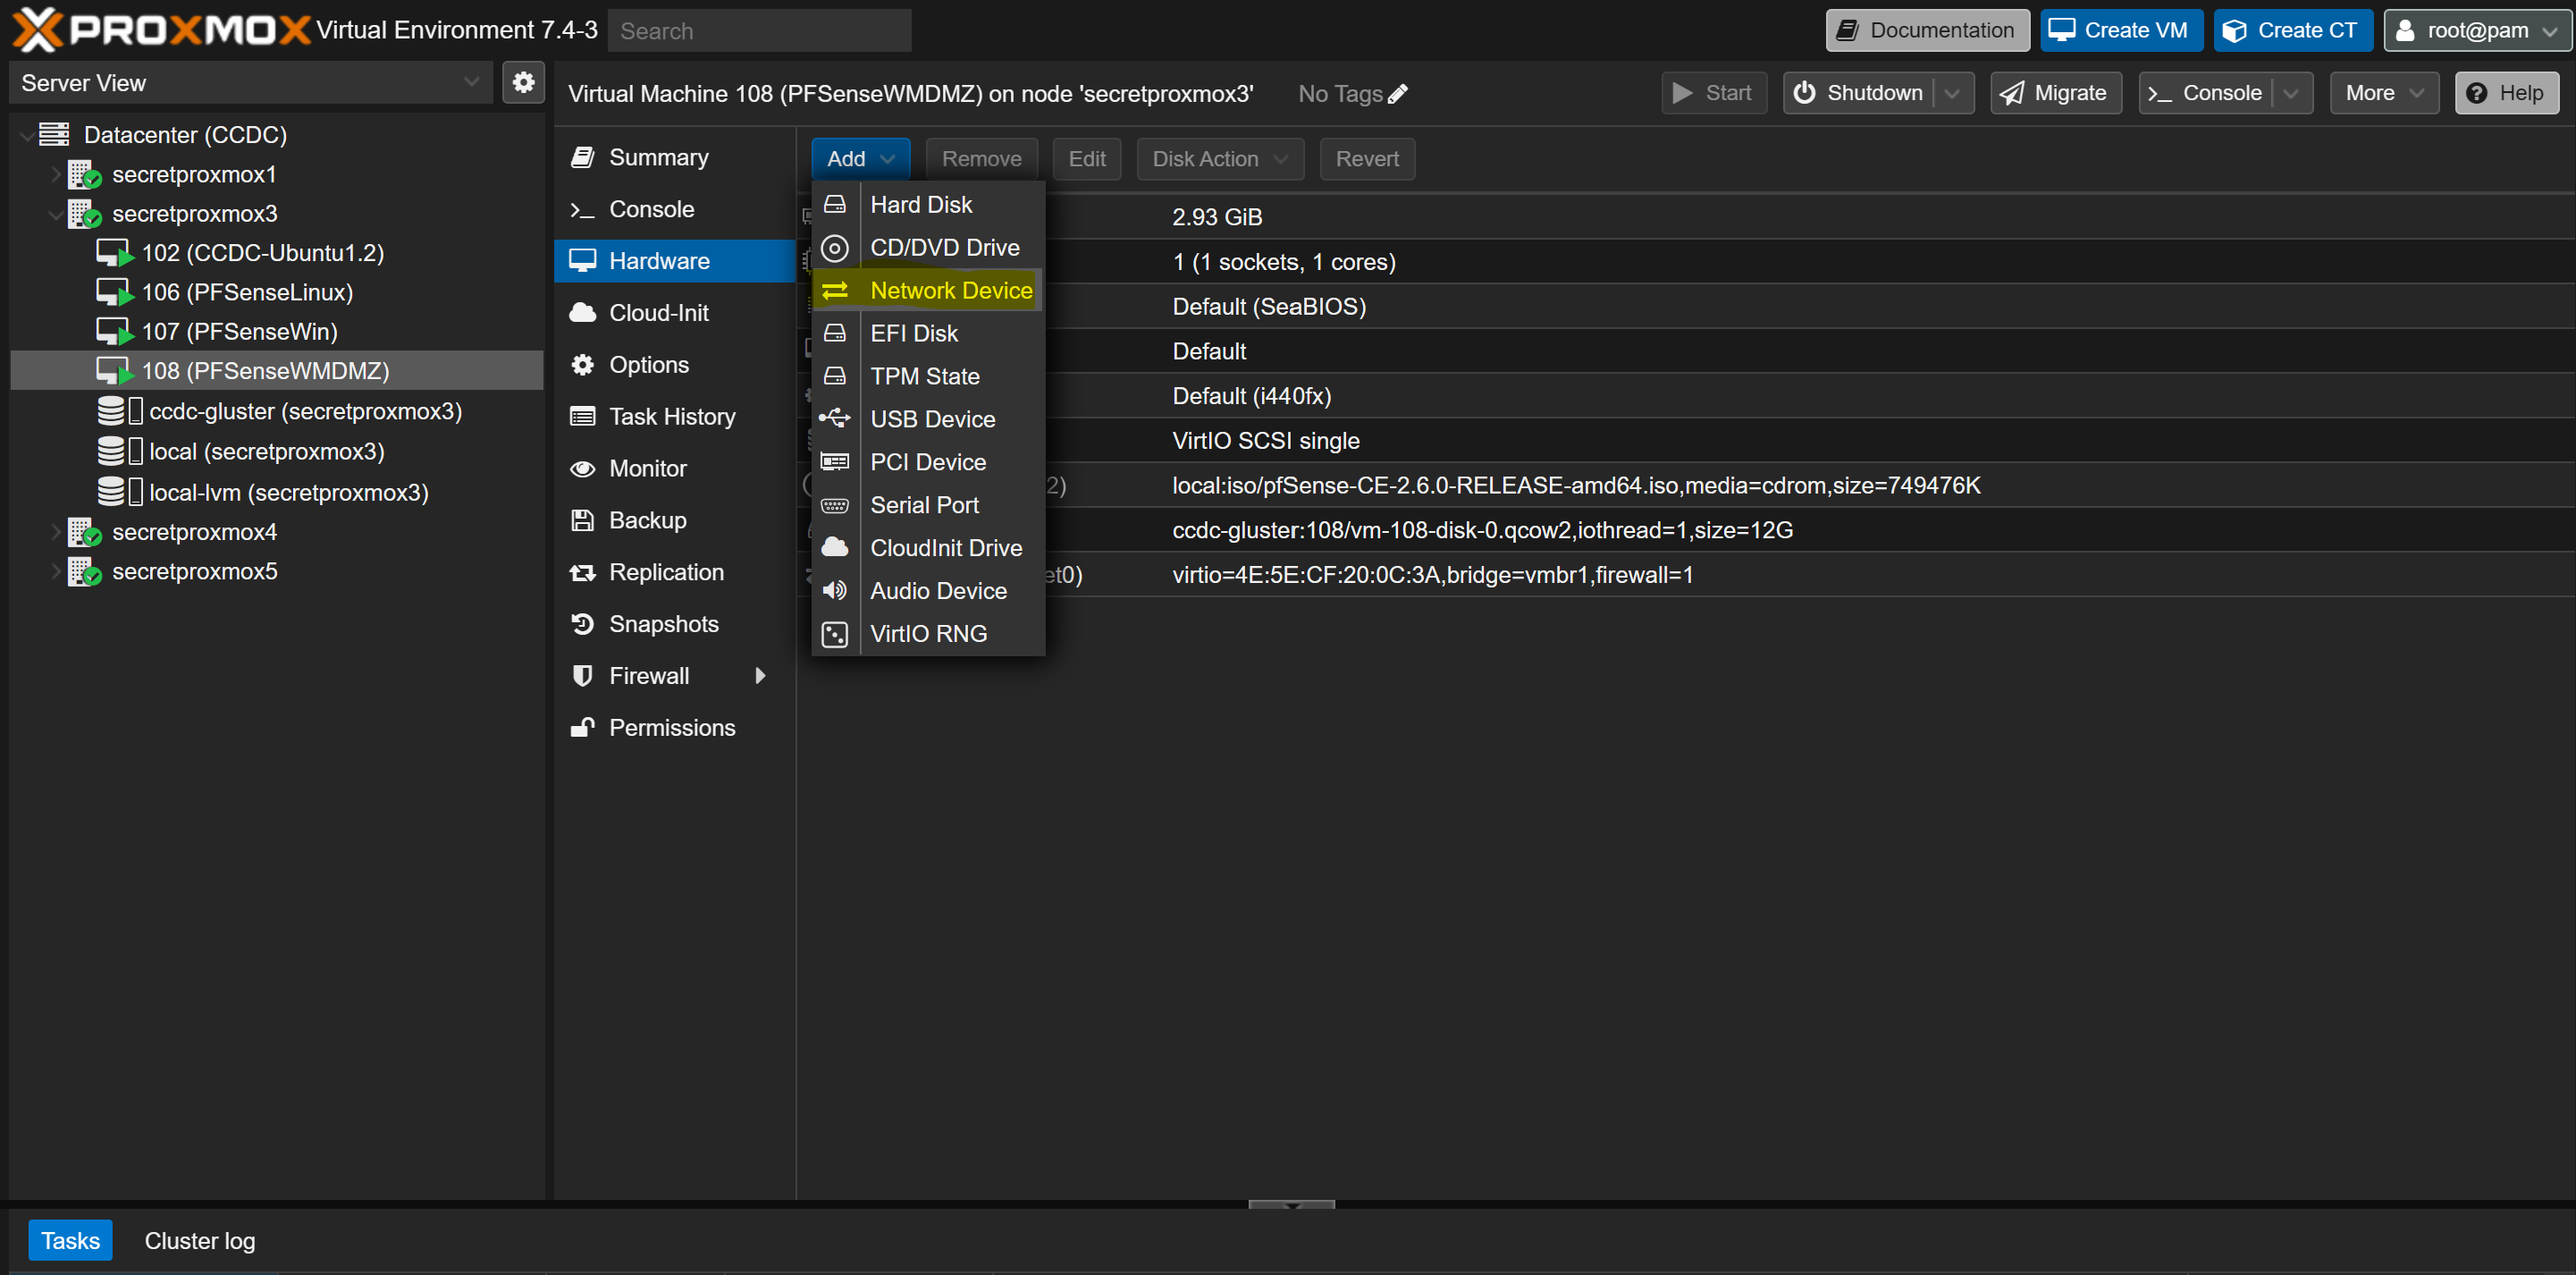 PROXMOX Virtual Environment 7.4-3 Search Documentation Create VM Create CT root@pam
Server View
Virtual Machine 108 (PFSenseWMDMZ) on node 'secretproxmox3' No Tags Start Shutdown Migrate Console More Help
Datacenter (CCDC)
secretproxmox1
secretproxmox3
102 (CCDC-Ubuntu1.2)
106 (PFSenseLinux)
107 (PFSenseWin)
108 (PFSenseWMDMZ)
ccdc-gluster (secretproxmox3)
local (secretproxmox3)
local-lvm (secretproxmox3)
secretproxmox4
secretproxmox5
Summary
Console
Hardware
Cloud-Init
Options
Task History
Monitor
Backup
Replication
Snapshots
Firewall
Permissions
Add Remove Edit Disk Action Revert
Hard Disk
CD/DVD Drive
Network Device
EFI Disk
TPM State
USB Device
PCI Device
Serial Port
CloudInit Drive
Audio Device
VirtIO RNG
2.93 GiB
1 (1 sockets, 1 cores)
Default (SeaBIOS)
Default
Default (i440fx)
VirtIO SCSI single
2) local:iso/pfSense-CE-2.6.0-RELEASE-amd64.iso,media=cdrom,size=749476K
ccdc-gluster:108/vm-108-disk-0.qcow2,iothread=1,size=12G
et0) virtio=4E:5E:CF:20:0C:3A,bridge=vmbr1,firewall=1
Tasks Cluster log